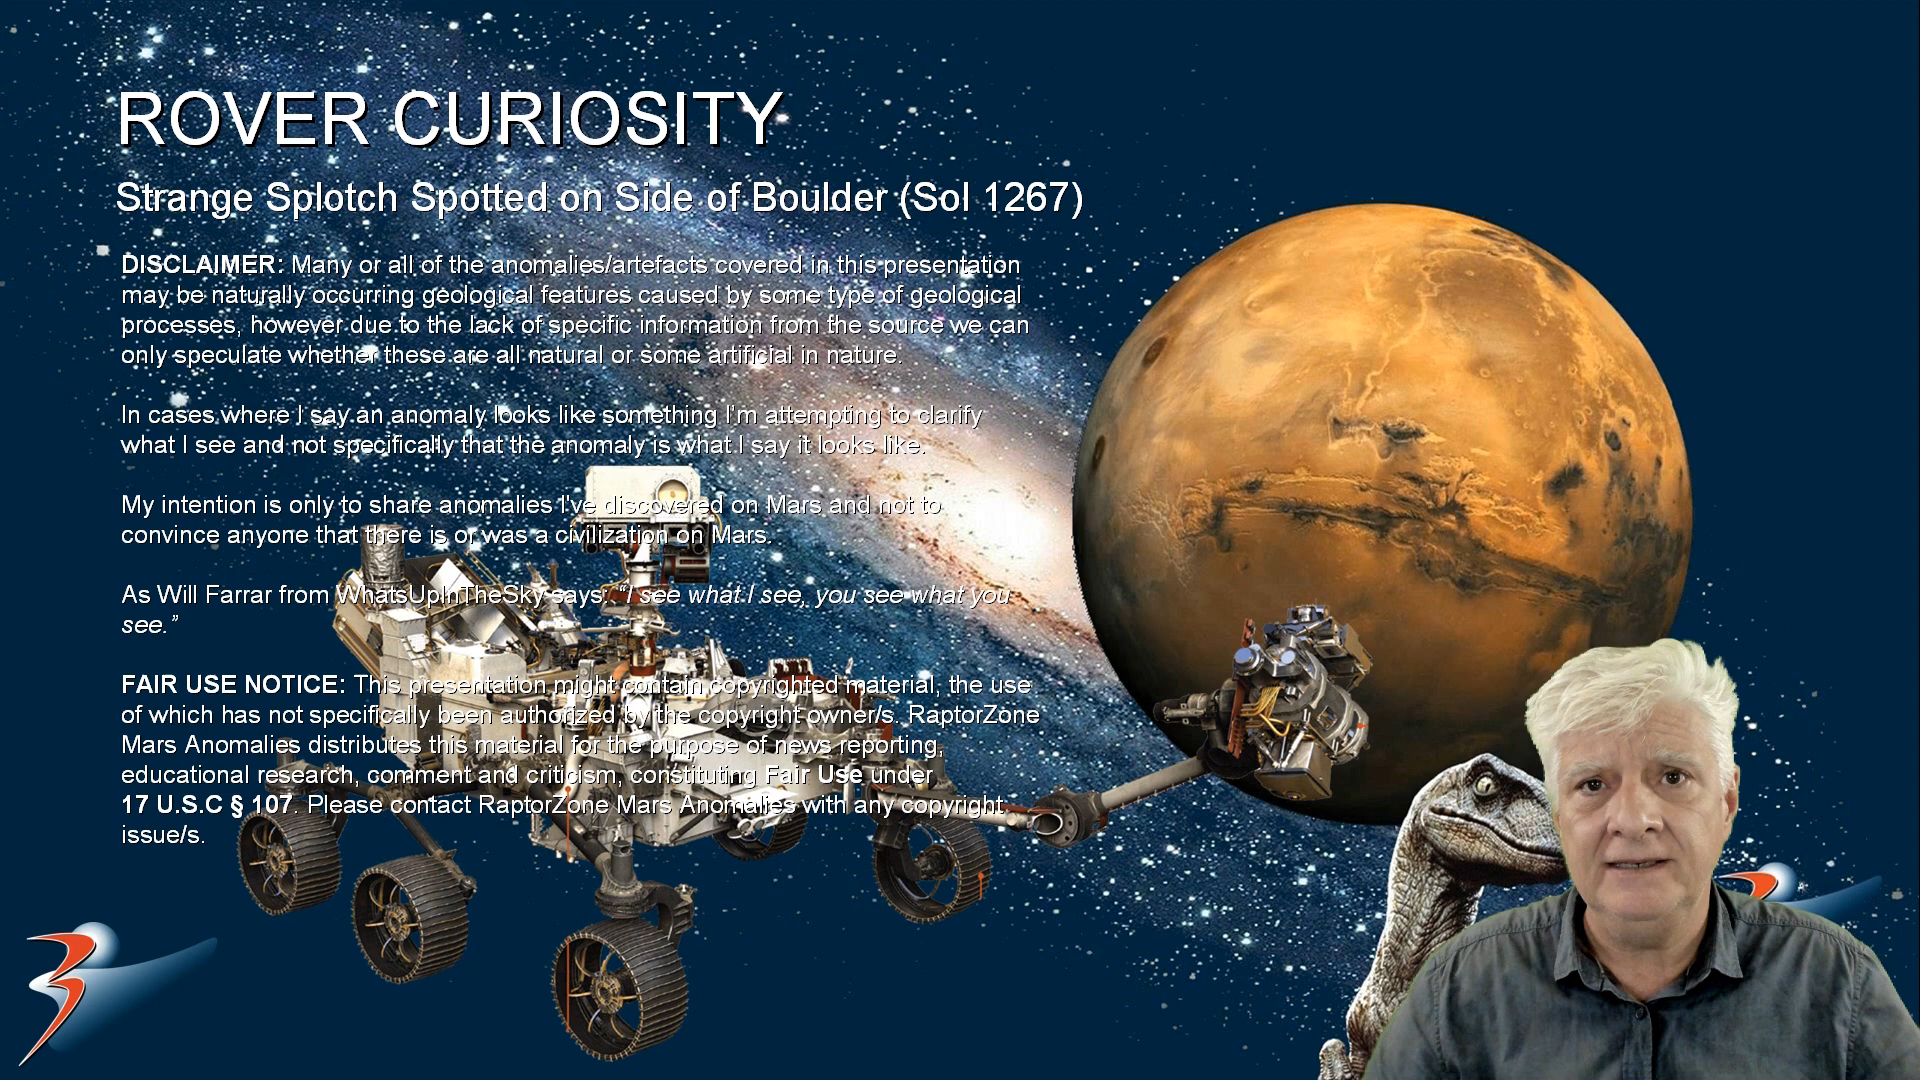 ROVER CURIOSITY
Strange Splotch Spotted on Side of Boulder (Sol 1267)
DISCLAIMER: Many or all of the anomalies/artefacts covered in this presentation
may be naturally occurring geological features caused by some type of geological
processes, however due to the lack of specific information from the source we can
only speculate whether these are all natural or some artificial in nature.
In cases where I say an anomaly looks like something I'm attempting to clarify
what I see and not specifically that the anomaly is what I say it looks like.
My intention is only to share anomalies I've discovered on Mars and not to
convince anyone that there is or was a civilization on Mars.
As Will Farrar from WhatsUpInTheSky says: “I see what I see, you see what you
see.”
FAIR USE NOTICE: This presentation might contain copyrighted material, the use
of which has not specifically been authorized by the copyright owner/s. RaptorZone
Mars Anomalies distributes this material for the purpose of news reporting,
educational research, comment and criticism, constituting Fair Use under
17 U.S.C § 107. Please contact RaptorZone Mars Anomalies with any copyright
issue/s.